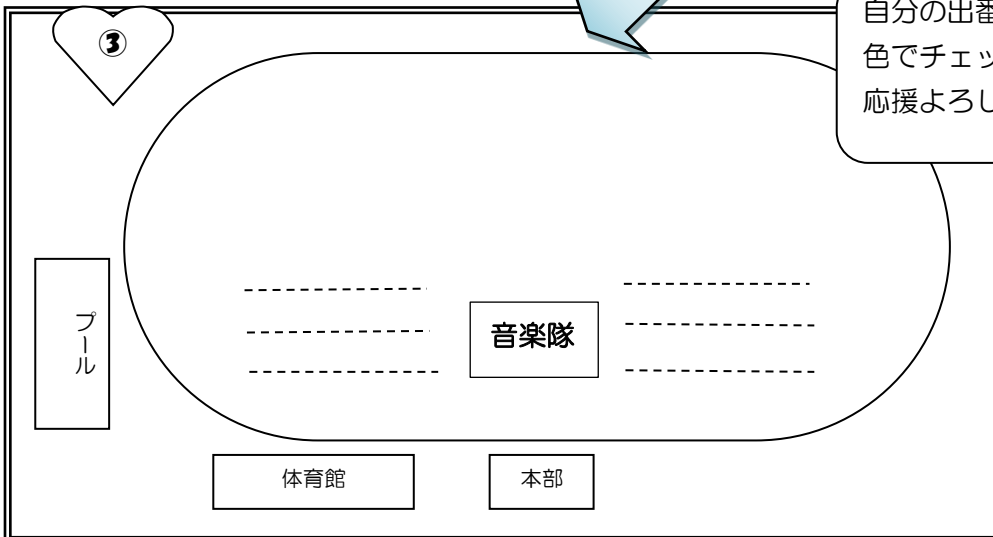 ③
自分の出番
色でチェッ
応援よろし
プール
音楽隊
体育館
本部